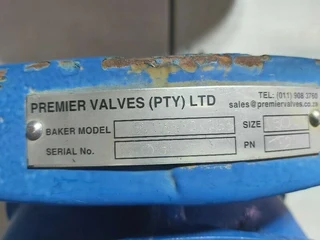 PREMIER VALVES (PTY) LTD
TEL: (011) 908 3760
sales@premiervalves.co.za
BAKER MODEL
SIZE
SERIAL No.
PN